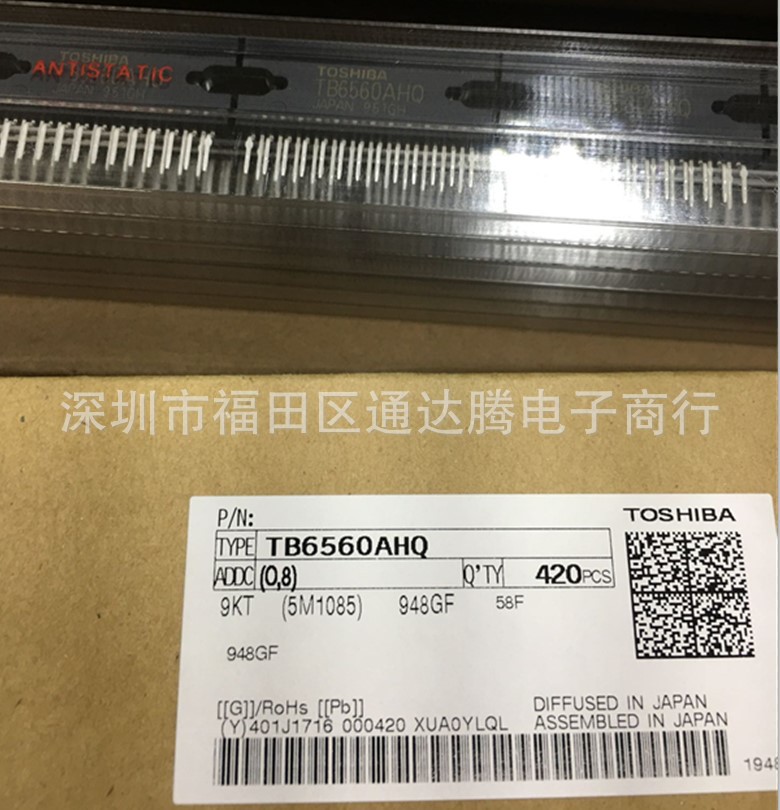 TOSHIBA
ANTISTATIC
TOSHIBA
TB6560AHQ
JAPAN
深圳市福田区通达腾电子商行
P/N:
TOSHIBA
TYPE TB6560AHQ
ADDC (O,8) Q'TY 420PCS
9KT (5M1085) 948GF 58F
948GF
[[G]]/RoHs [[Pb]] DIFFUSED IN JAPAN
(Y)401J1716 000420 XUA0YLQL ASSEMBLED IN JAPAN
1948